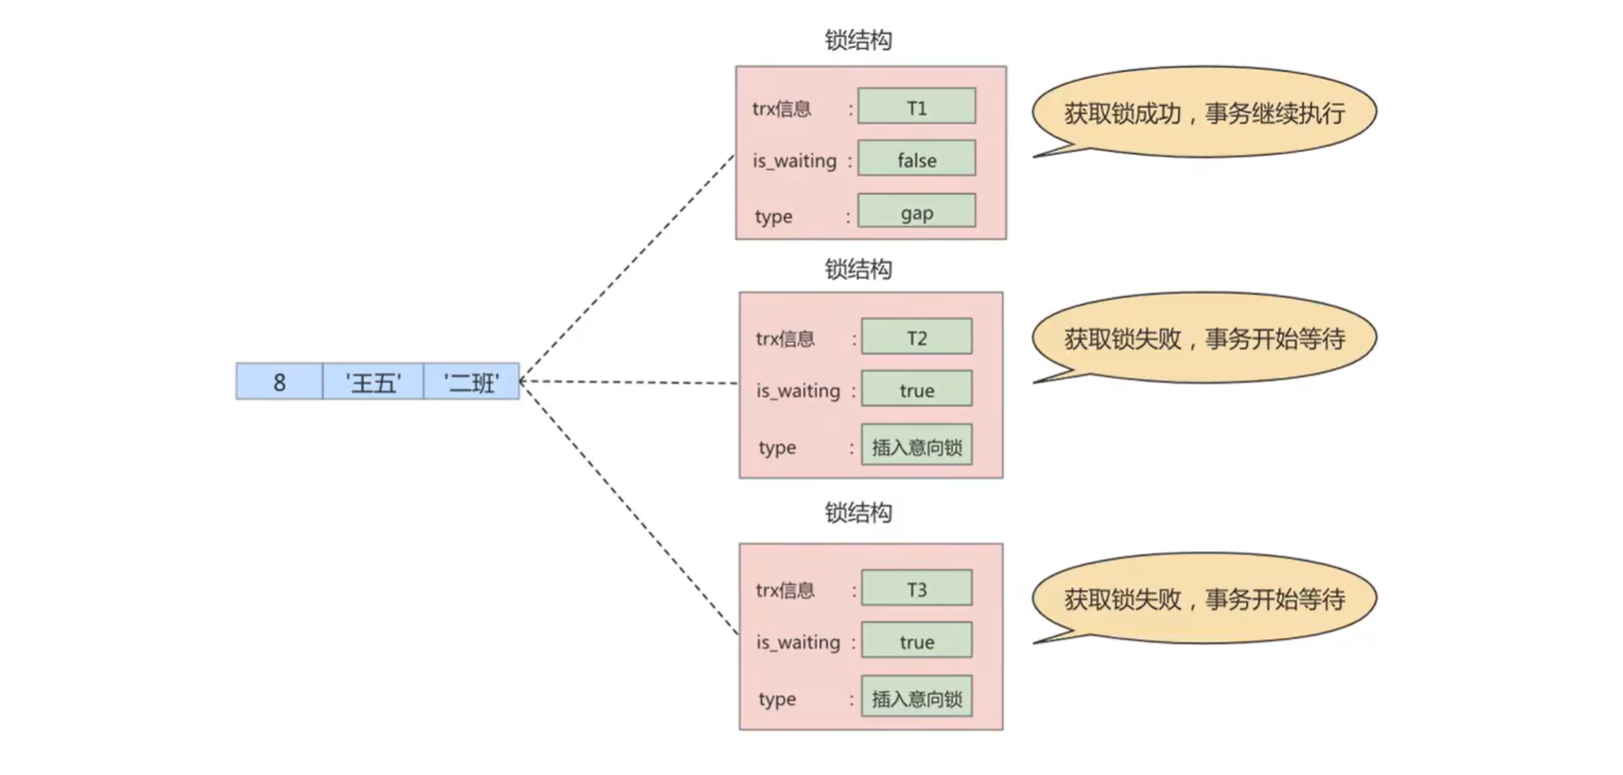 锁结构
trx信息 : T1
is_waiting : false
type : gap
获取锁成功，事务继续执行
锁结构
trx信息 : T2
is_waiting : true
type : 插入意向锁
获取锁失败，事务开始等待
8 '王五' '二班'
锁结构
trx信息 : T3
is_waiting : true
type : 插入意向锁
获取锁失败，事务开始等待